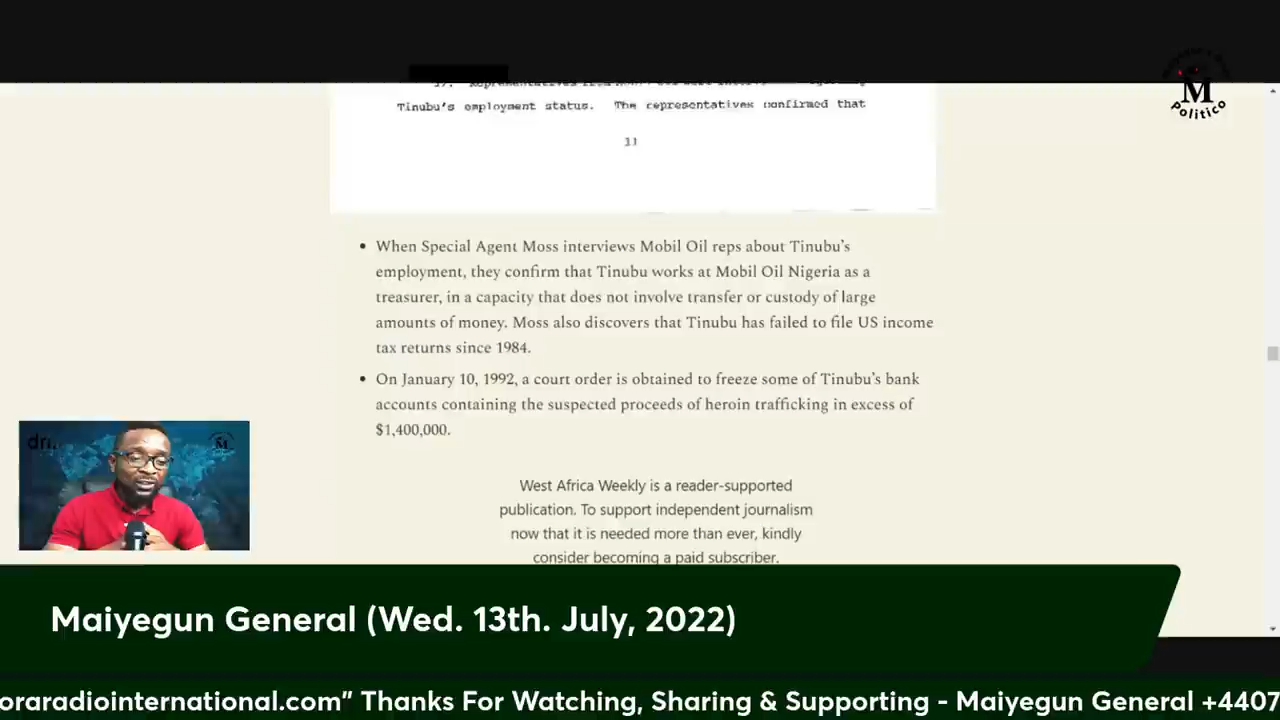 Tinubu's employment status. The representatives confirmed that
11
When Special Agent Moss interviews Mobil Oil reps about Tinubu's
employment, they confirm that Tinubu works at Mobil Oil Nigeria as a
treasurer, in a capacity that does not involve transfer or custody of large
amounts of money. Moss also discovers that Tinubu has failed to file US income
tax returns since 1984.
On January 10, 1992, a court order is obtained to freeze some of Tinubu's bank
accounts containing the suspected proceeds of heroin trafficking in excess of
$1,400,000.
West Africa Weekly is a reader-supported
publication. To support independent journalism
now that it is needed more than ever, kindly
consider becoming a paid subscriber.
M
Politico
Maiyegun General (Wed. 13th. July, 2022)
oraradiointernational.com" Thanks For Watching, Sharing & Supporting - Maiyegun General +4407